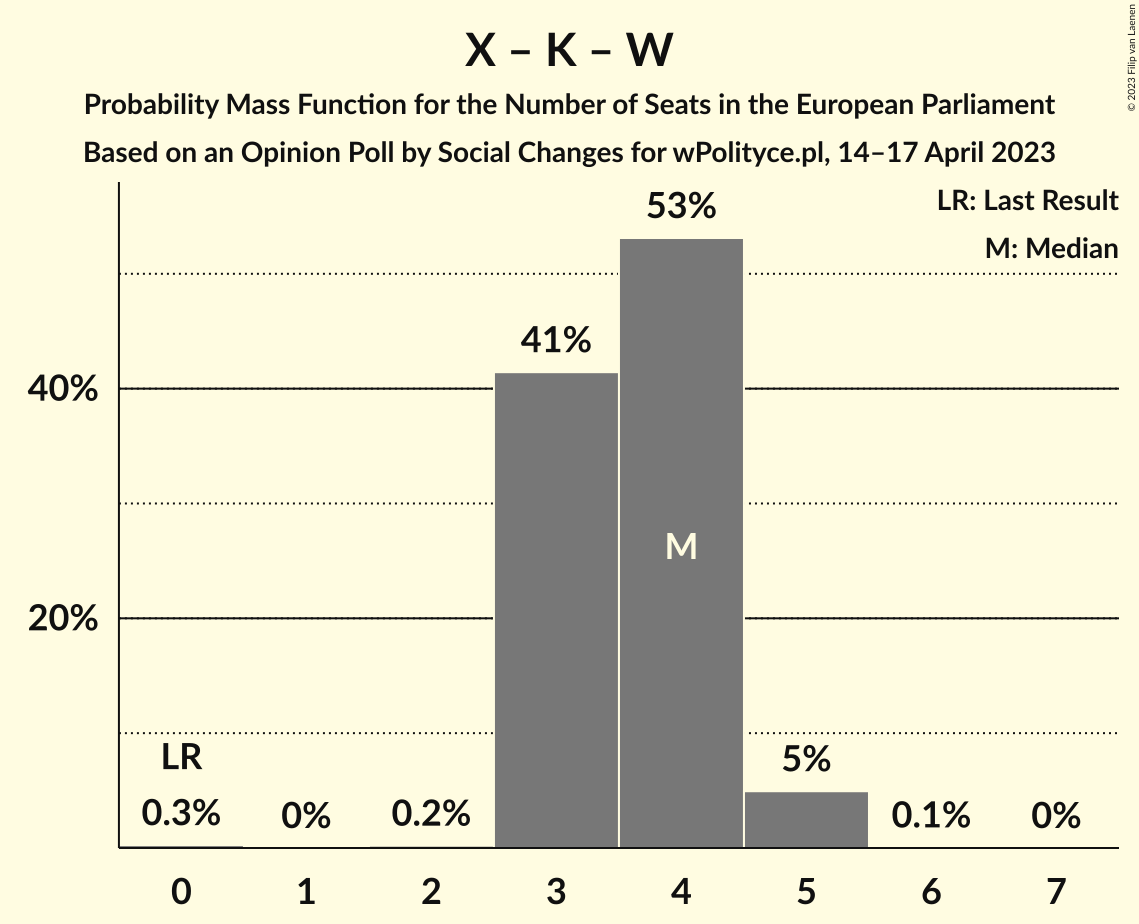 X – K – W
Probability Mass Function for the Number of Seats in the European Parliament
Based on an Opinion Poll by Social Changes for wPolityce.pl, 14–17 April 2023
© 2023 Filip van Laenen
LR: Last Result
M: Median
53%
41%
40%
M
20%
LR
5%
0.3%
0%
0.2%
0.1%
0%
0
1
2
3
4
5
6
7